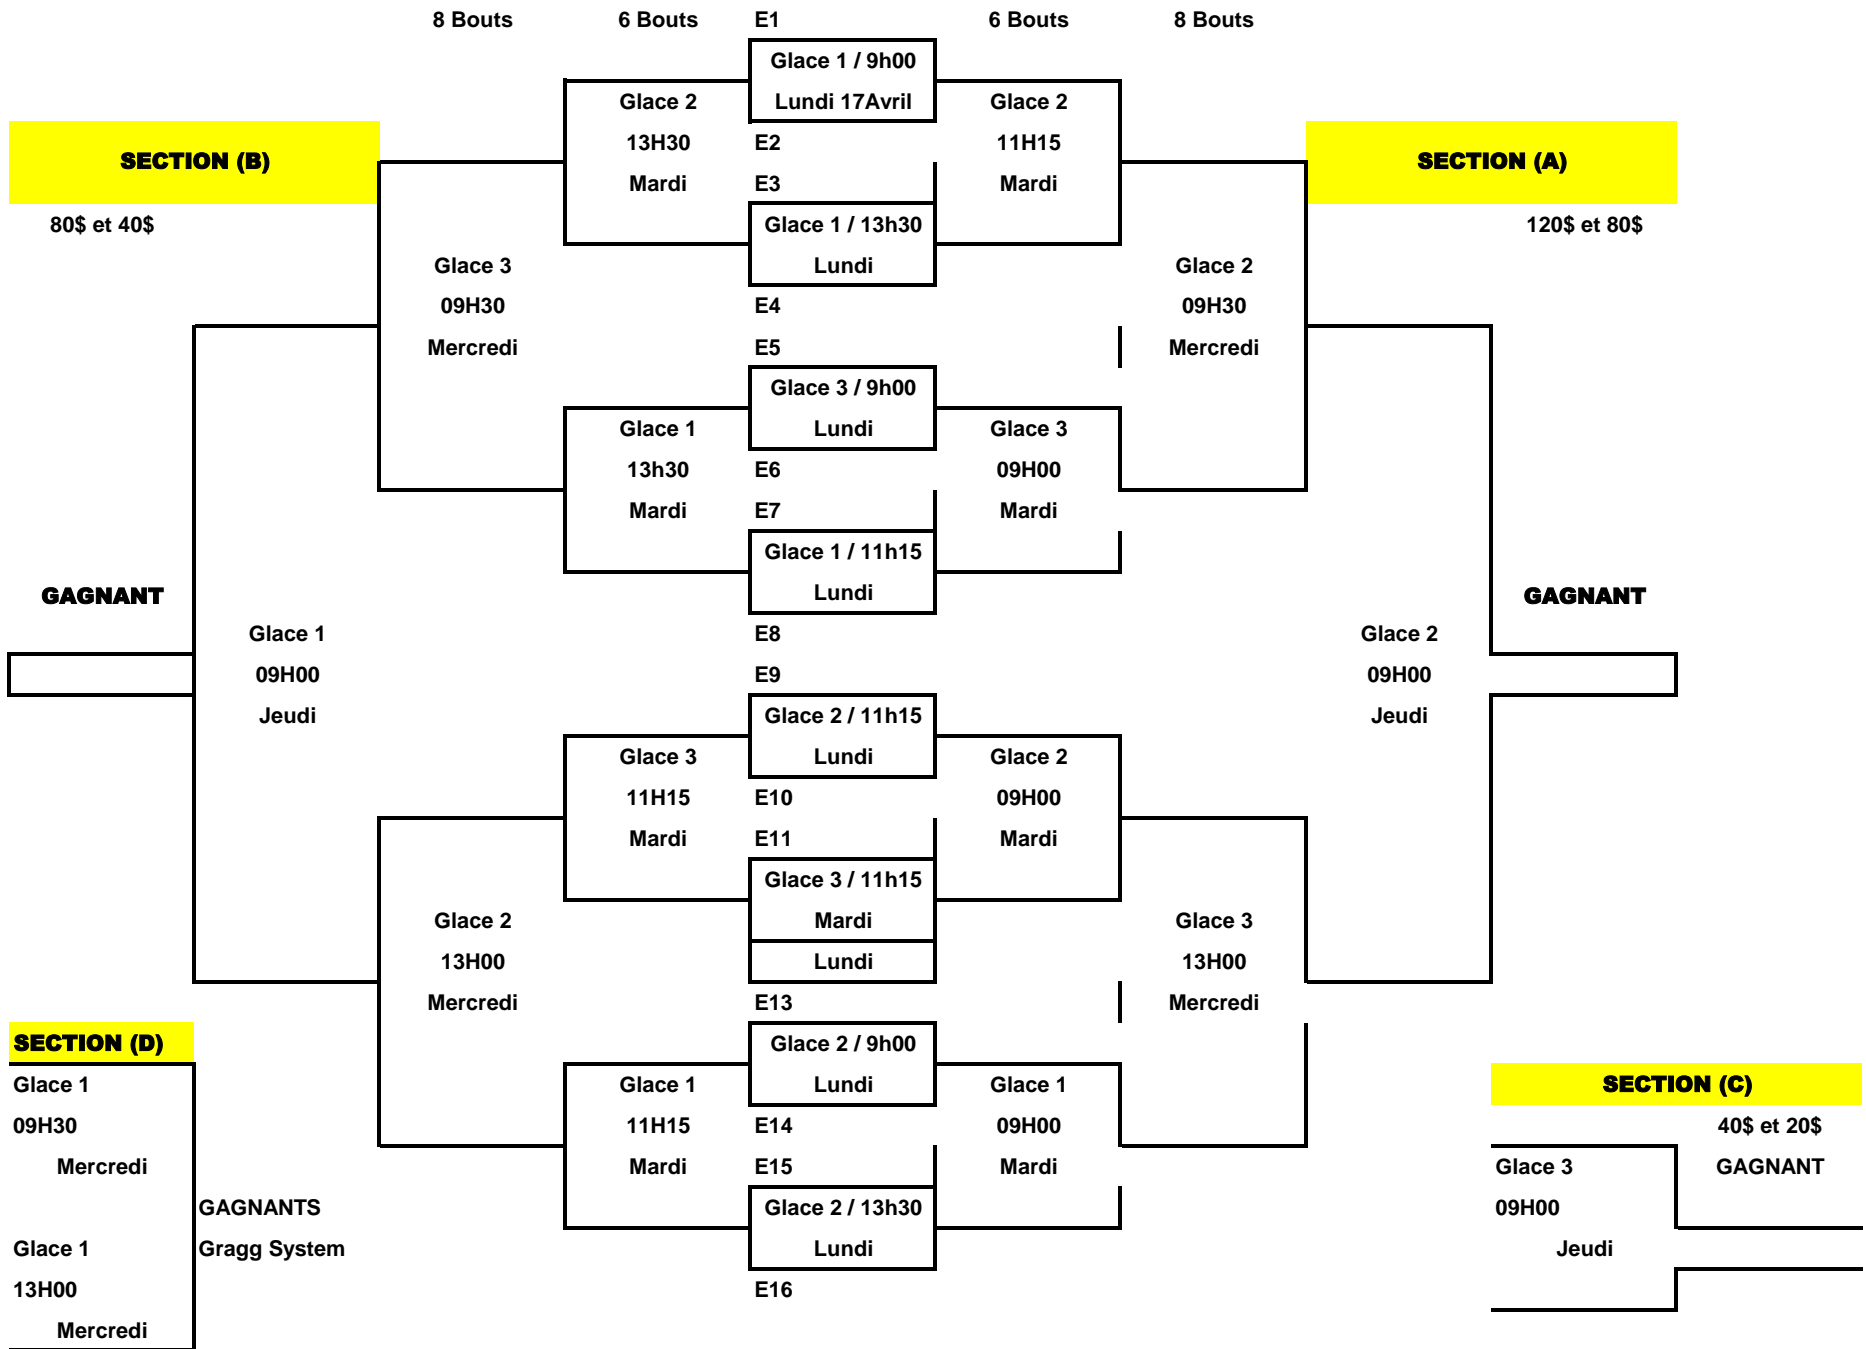 8 Bouts 6 Bouts E1 6 Bouts 8 Bouts
Glace 1 / 9h00
Glace 2 Lundi 17Avril Glace 2
13H30 E2 11H15
SECTION (B) SECTION (A)
Mardi E3 Mardi
80$ et 40$ Glace 1 / 13h30 120$ et 80$
Glace 3 Lundi Glace 2
09H30 E4 09H30
Mercredi E5 Mercredi
Glace 3 / 9h00
Glace 1 Lundi Glace 3
13h30 E6 09H00
Mardi E7 Mardi
Glace 1 / 11h15
GAGNANT Lundi GAGNANT
Glace 1 E8 Glace 2
09H00 E9 09H00
Jeudi Glace 2 / 11h15 Jeudi
Glace 3 Lundi Glace 2
11H15 E10 09H00
Mardi E11 Mardi
Glace 3 / 11h15
Glace 2 Mardi Glace 3
13H00 Lundi 13H00
Mercredi E13 Mercredi
SECTION (D) Glace 2 / 9h00
Glace 1 Glace 1 Lundi Glace 1 SECTION (C)
09H30 11H15 E14 09H00 40$ et 20$
Mercredi Mardi E15 Mardi Glace 3 GAGNANT
GAGNANTS Glace 2 / 13h30 09H00
Glace 1 Gragg System Lundi Jeudi
13H00 E16
Mercredi